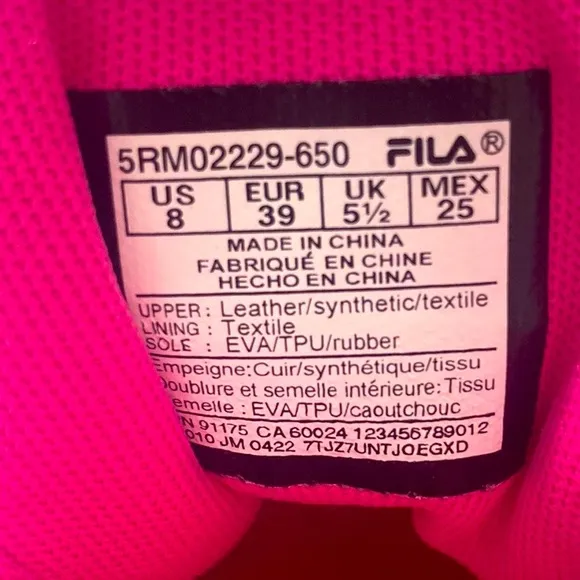 5RM02229-650 FILA®
US 8 EUR 39 UK 5½ MEX 25
MADE IN CHINA
FABRIQUÉ EN CHINE
HECHO EN CHINA
UPPER: Leather/synthetic/textile
LINING: Textile
SOLE: EVA/TPU/rubber
Empeigne:Cuir/synthétique/tissu
Doublure et semelle intérieure:Tissu
emelle:EVA/TPU/caoutchouc
N 91175 CA 60024 123456789012
010 JM 0422 7TJZ7UNTJOEGXD